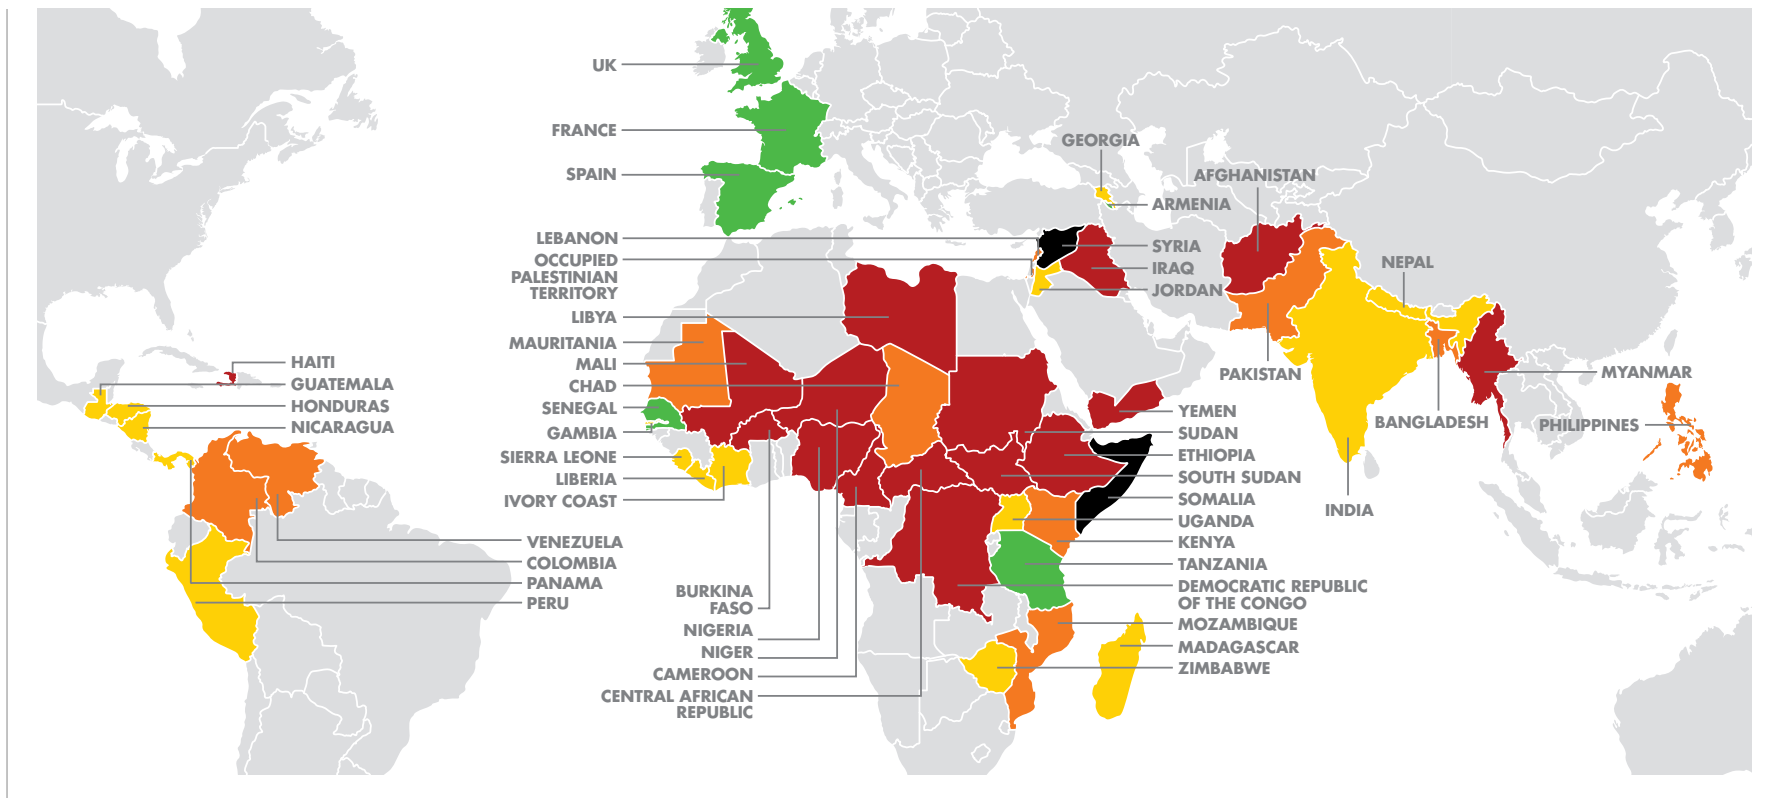 UK
FRANCE
SPAIN
GEORGIA
AFGHANISTAN
ARMENIA
LEBANON
OCCUPIED
PALESTINIAN
TERRITORY
SYRIA
IRAQ
JORDAN
NEPAL
LIBYA
MAURITANIA
MALI
CHAD
SENEGAL
GAMBIA
SIERRA LEONE
LIBERIA
IVORY COAST
HAITI
GUATEMALA
HONDURAS
NICARAGUA
PAKISTAN
MYANMAR
BANGLADESH
PHILIPPINES
INDIA
YEMEN
SUDAN
ETHIOPIA
SOUTH SUDAN
SOMALIA
UGANDA
KENYA
TANZANIA
DEMOCRATIC REPUBLIC
OF THE CONGO
MOZAMBIQUE
MADAGASCAR
ZIMBABWE
VENEZUELA
COLOMBIA
PANAMA
PERU
BURKINA
FASO
NIGERIA
NIGER
CAMEROON
CENTRAL AFRICAN
REPUBLIC